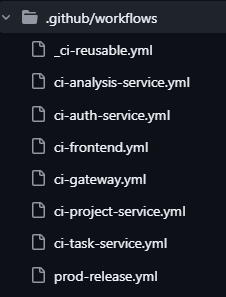 .github/workflows
_ci-reusable.yml
ci-analysis-service.yml
ci-auth-service.yml
ci-frontend.yml
ci-gateway.yml
ci-project-service.yml
ci-task-service.yml
prod-release.yml